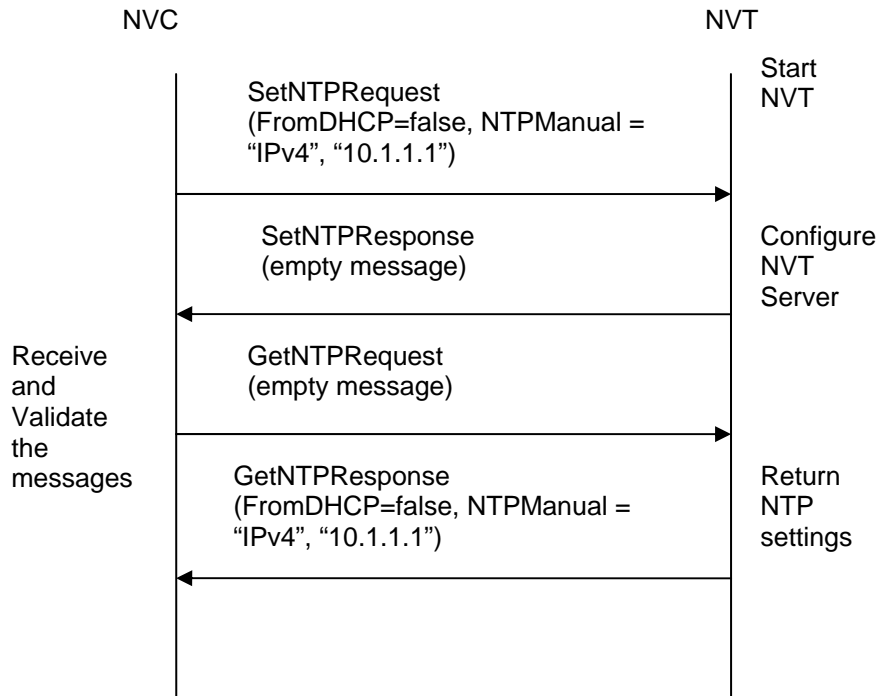 NVC
NVT
Start
NVT
SetNTPRequest
(FromDHCP=false, NTPManual =
“IPv4”, “10.1.1.1”)
SetNTPResponse
(empty message)
Configure
NVT
Server
Receive
and
Validate
the
messages
GetNTPRequest
(empty message)
GetNTPResponse
(FromDHCP=false, NTPManual =
“IPv4”, “10.1.1.1”)
Return
NTP
settings